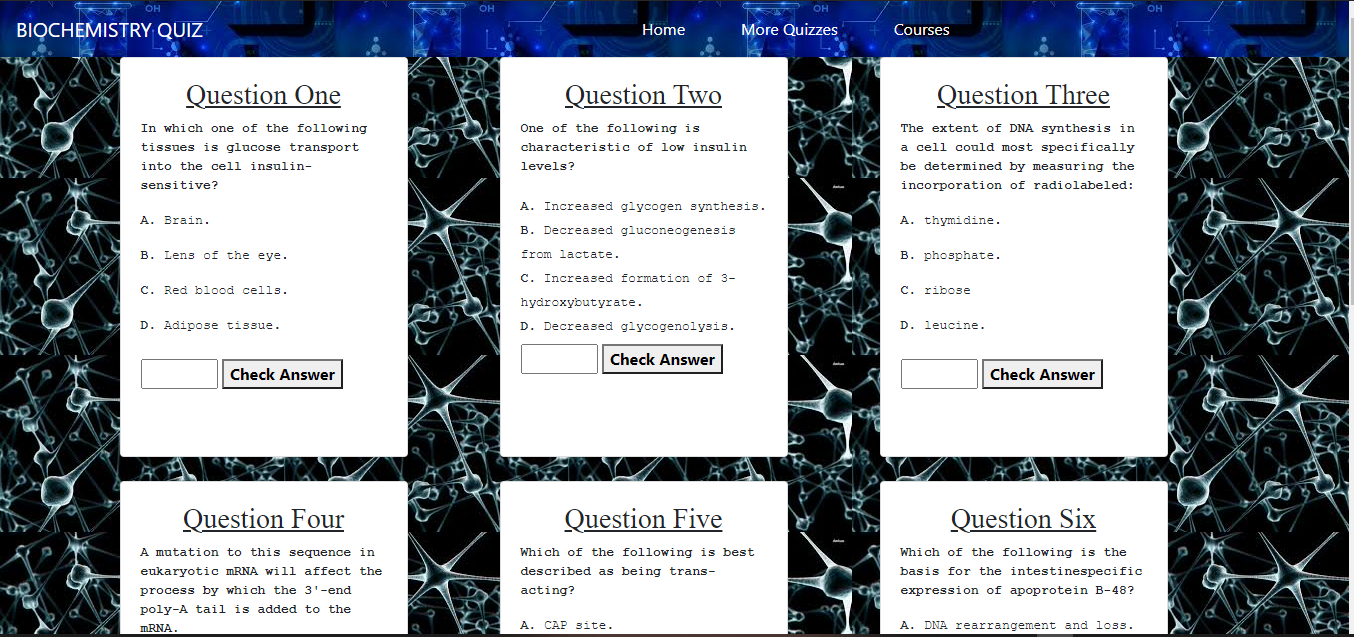 BIOCHEMISTRY QUIZ
Home
More Quizzes
Courses
Question One
In which one of the following
tissues is glucose transport
into the cell insulin-
sensitive?
A. Brain.
B. Lens of the eye.
C. Red blood cells.
D. Adipose tissue.
Check Answer
Question Two
One of the following is
characteristic of low insulin
levels?
A. Increased glycogen synthesis.
B. Decreased gluconeogenesis
from lactate.
C. Increased formation of 3-
hydroxybutyrate.
D. Decreased glycogenolysis.
Check Answer
Question Three
The extent of DNA synthesis in
a cell could most specifically
be determined by measuring the
incorporation of radiolabeled:
A. thymidine.
B. phosphate.
C. ribose
D. leucine.
Check Answer
Question Four
A mutation to this sequence in
eukaryotic mRNA will affect the
process by which the 3'-end
poly-A tail is added to the
mRNA.
Question Five
Which of the following is best
described as being trans-
acting?
A. CAP site.
Question Six
Which of the following is the
basis for the intestinespecific
expression of apoprotein B-48?
A. DNA rearrangement and loss.